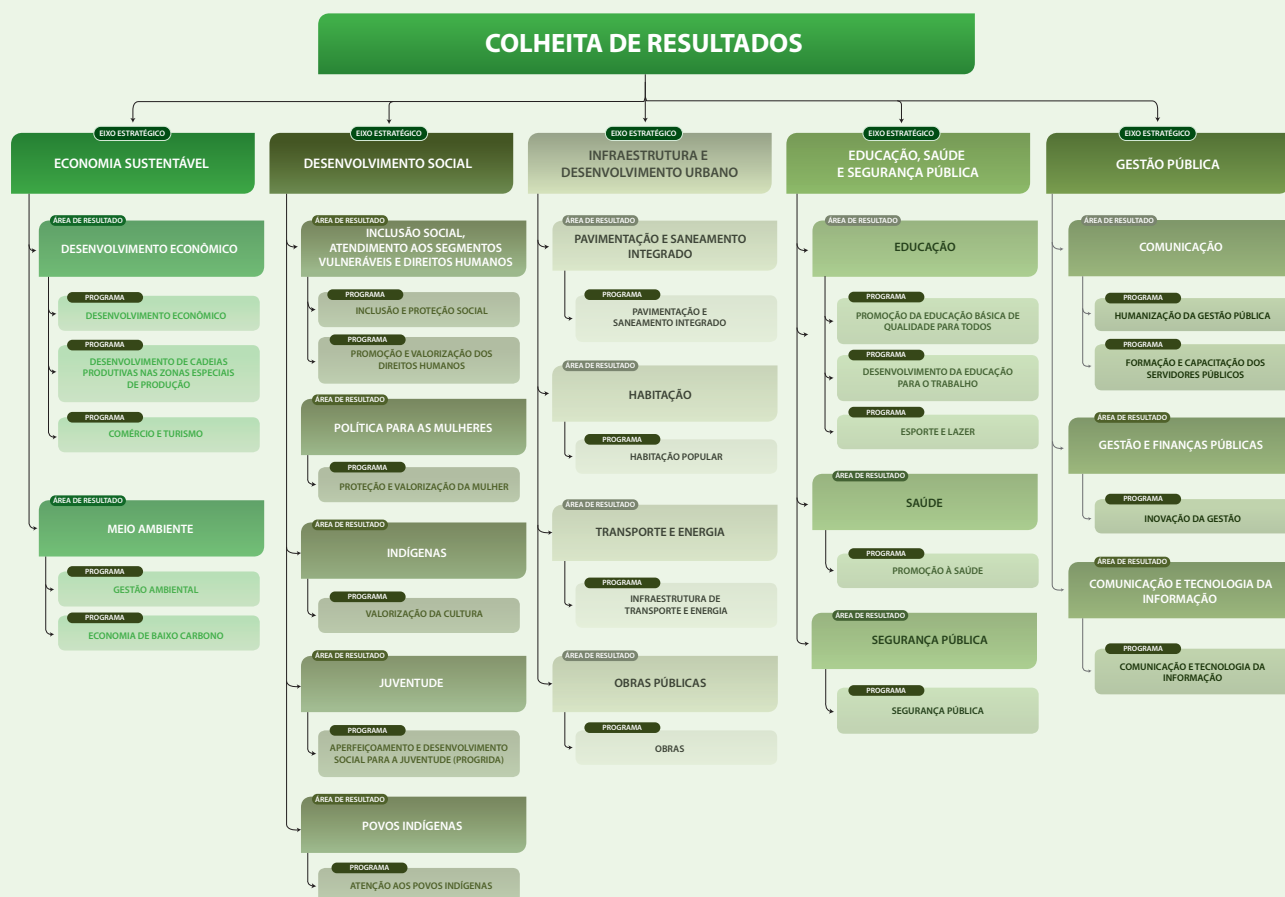 COLHEITA DE RESULTADOS
EIXO ESTRATÉGICO
ECONOMIA SUSTENTÁVEL
ÁREA DE RESULTADO
DESENVOLVIMENTO ECONÔMICO
PROGRAMA
DESENVOLVIMENTO ECONÔMICO
PROGRAMA
DESENVOLVIMENTO DE CADEIAS
PRODUTIVAS NAS ZONAS ESPECIAIS
DE PRODUÇÃO
PROGRAMA
COMÉRCIO E TURISMO
ÁREA DE RESULTADO
MEIO AMBIENTE
PROGRAMA
GESTÃO AMBIENTAL
PROGRAMA
ECONOMIA DE BAIXO CARBONO
EIXO ESTRATÉGICO
DESENVOLVIMENTO SOCIAL
ÁREA DE RESULTADO
INCLUSÃO SOCIAL,
ATENDIMENTO AOS SEGMENTOS
VULNERÁVEIS E DIREITOS HUMANOS
PROGRAMA
INCLUSÃO E PROTEÇÃO SOCIAL
PROGRAMA
PROMOÇÃO E VALORIZAÇÃO DOS
DIREITOS HUMANOS
ÁREA DE RESULTADO
POLÍTICA PARA AS MULHERES
PROGRAMA
PROTEÇÃO E VALORIZAÇÃO DA MULHER
ÁREA DE RESULTADO
INDÍGENAS
PROGRAMA
VALORIZAÇÃO DA CULTURA
ÁREA DE RESULTADO
JUVENTUDE
PROGRAMA
APERFEIÇOAMENTO E DESENVOLVIMENTO
SOCIAL PARA A JUVENTUDE (PROGRIDA)
ÁREA DE RESULTADO
POVOS INDÍGENAS
PROGRAMA
ATENÇÃO AOS POVOS INDÍGENAS
EIXO ESTRATÉGICO
INFRAESTRUTURA E
DESENVOLVIMENTO URBANO
ÁREA DE RESULTADO
PAVIMENTAÇÃO E SANEAMENTO
INTEGRADO
PROGRAMA
PAVIMENTAÇÃO E
SANEAMENTO INTEGRADO
ÁREA DE RESULTADO
HABITAÇÃO
PROGRAMA
HABITAÇÃO POPULAR
ÁREA DE RESULTADO
TRANSPORTE E ENERGIA
PROGRAMA
INFRAESTRUTURA DE
TRANSPORTE E ENERGIA
ÁREA DE RESULTADO
OBRAS PÚBLICAS
PROGRAMA
OBRAS
EIXO ESTRATÉGICO
EDUCAÇÃO, SAÚDE
E SEGURANÇA PÚBLICA
ÁREA DE RESULTADO
EDUCAÇÃO
PROGRAMA
PROMOÇÃO DA EDUCAÇÃO BÁSICA DE
QUALIDADE PARA TODOS
PROGRAMA
DESENVOLVIMENTO DA EDUCAÇÃO
PARA O TRABALHO
PROGRAMA
ESPORTE E LAZER
ÁREA DE RESULTADO
SAÚDE
PROGRAMA
PROMOÇÃO À SAÚDE
ÁREA DE RESULTADO
SEGURANÇA PÚBLICA
PROGRAMA
SEGURANÇA PÚBLICA
EIXO ESTRATÉGICO
GESTÃO PÚBLICA
ÁREA DE RESULTADO
COMUNICAÇÃO
PROGRAMA
HUMANIZAÇÃO DA GESTÃO PÚBLICA
PROGRAMA
FORMAÇÃO E CAPACITAÇÃO DOS
SERVIDORES PÚBLICOS
ÁREA DE RESULTADO
GESTÃO E FINANÇAS PÚBLICAS
PROGRAMA
INOVAÇÃO DA GESTÃO
ÁREA DE RESULTADO
COMUNICAÇÃO E TECNOLOGIA DA
INFORMAÇÃO
PROGRAMA
COMUNICAÇÃO E TECNOLOGIA DA
INFORMAÇÃO